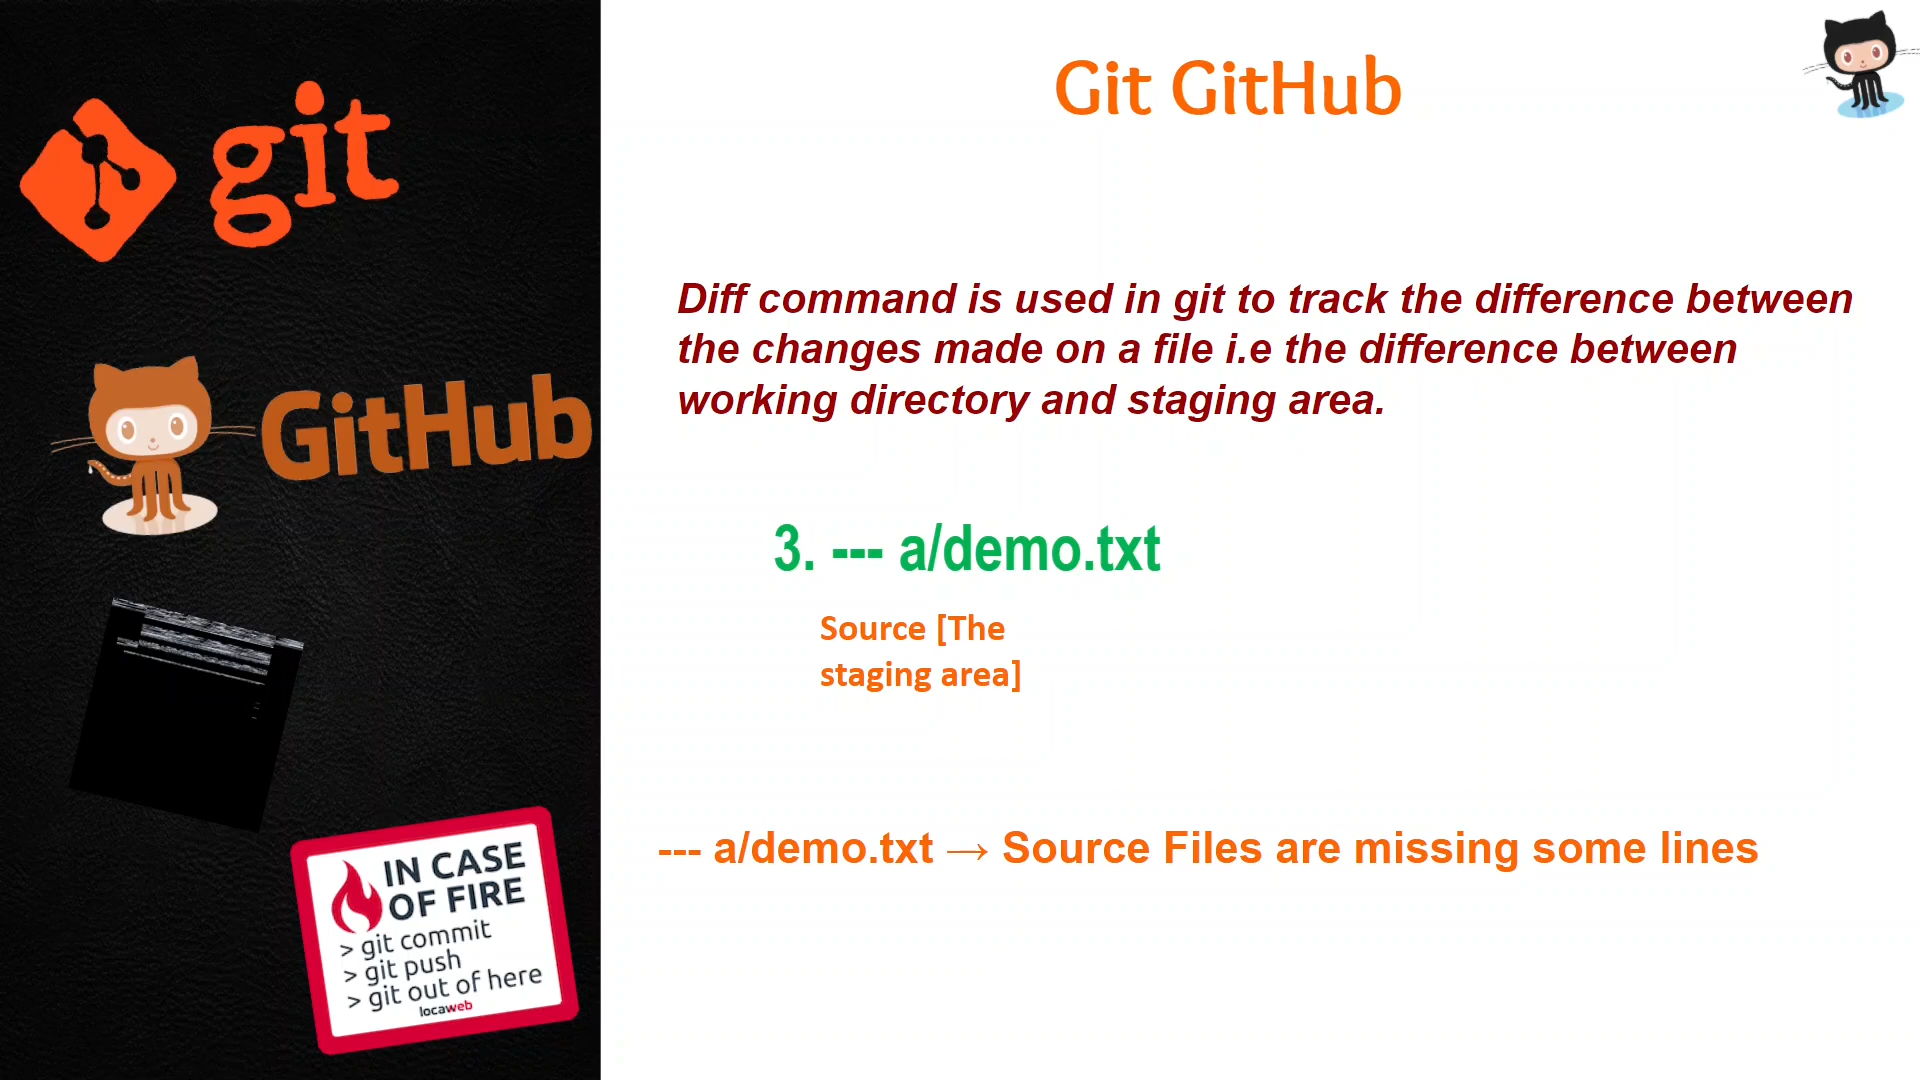 git
GitHub
IN CASE
OF FIRE
> git commit
> git push
> git out of here
locaweb
Git GitHub
Diff command is used in git to track the difference between
the changes made on a file i.e the difference between
working directory and staging area.
3. --- a/demo.txt
Source [The
staging area]
--- a/demo.txt → Source Files are missing some lines